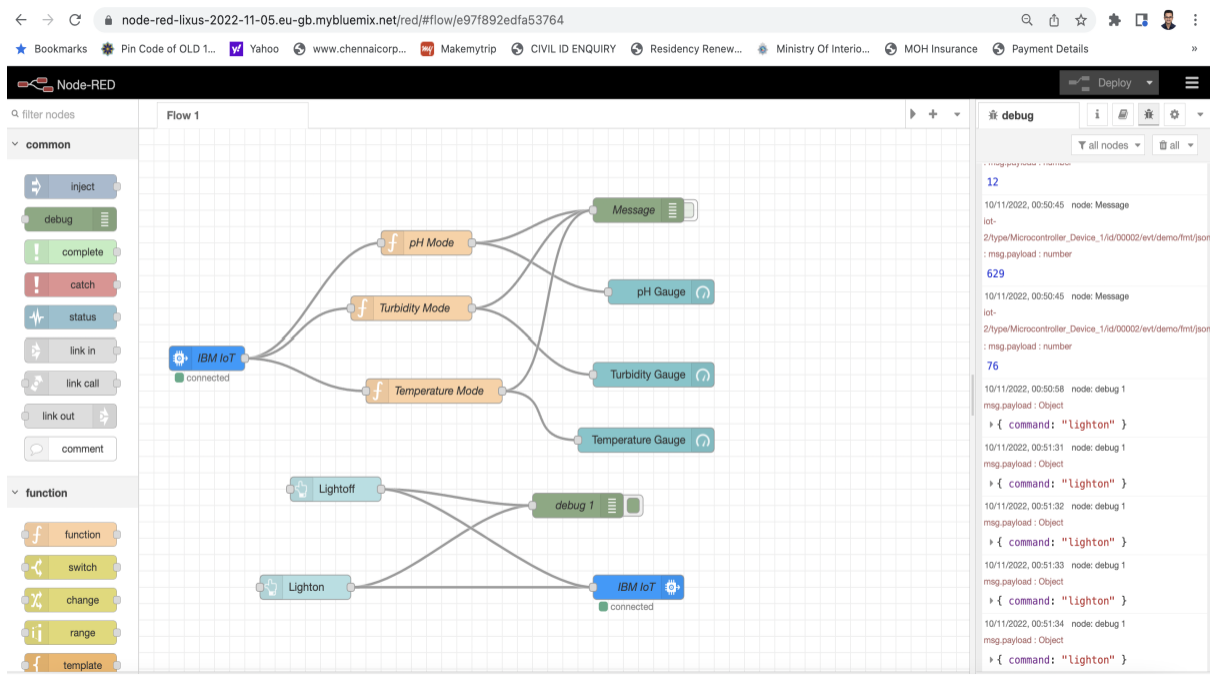 node-red-lixus-2022-11-05.eu-gb.mybluemix.net/red/#flow/e97f892edfa53764
Bookmarks
Pin Code of OLD 1...
Yahoo
www.chennaicorp...
Makemytrip
CIVIL ID ENQUIRY
Residency Renew...
Ministry Of Interio...
MOH Insurance
Payment Details
»
Node-RED
Deploy
filter nodes
Flow 1
debug
i
common
all nodes
all
inject
debug
complete
catch
status
link in
link call
link out
comment
function
function
switch
change
range
template
pH Mode
Turbidity Mode
IBM IoT
connected
Temperature Mode
Message
pH Gauge
Turbidity Gauge
Temperature Gauge
Lightoff
debug 1
Lighton
IBM IoT
connected
: msg.payload : number
12
10/11/2022, 00:50:45 node: Message
iot-
2/type/Microcontroller_Device_1/id/00002/evt/demo/fmt/json
: msg.payload : number
629
10/11/2022, 00:50:45 node: Message
iot-
2/type/Microcontroller_Device_1/id/00002/evt/demo/fmt/json
: msg.payload : number
76
10/11/2022, 00:50:58 node: debug 1
msg.payload : Object
{ command: "lighton" }
10/11/2022, 00:51:31 node: debug 1
msg.payload : Object
{ command: "lighton" }
10/11/2022, 00:51:32 node: debug 1
msg.payload : Object
{ command: "lighton" }
10/11/2022, 00:51:33 node: debug 1
msg.payload : Object
{ command: "lighton" }
10/11/2022, 00:51:34 node: debug 1
msg.payload : Object
{ command: "lighton" }